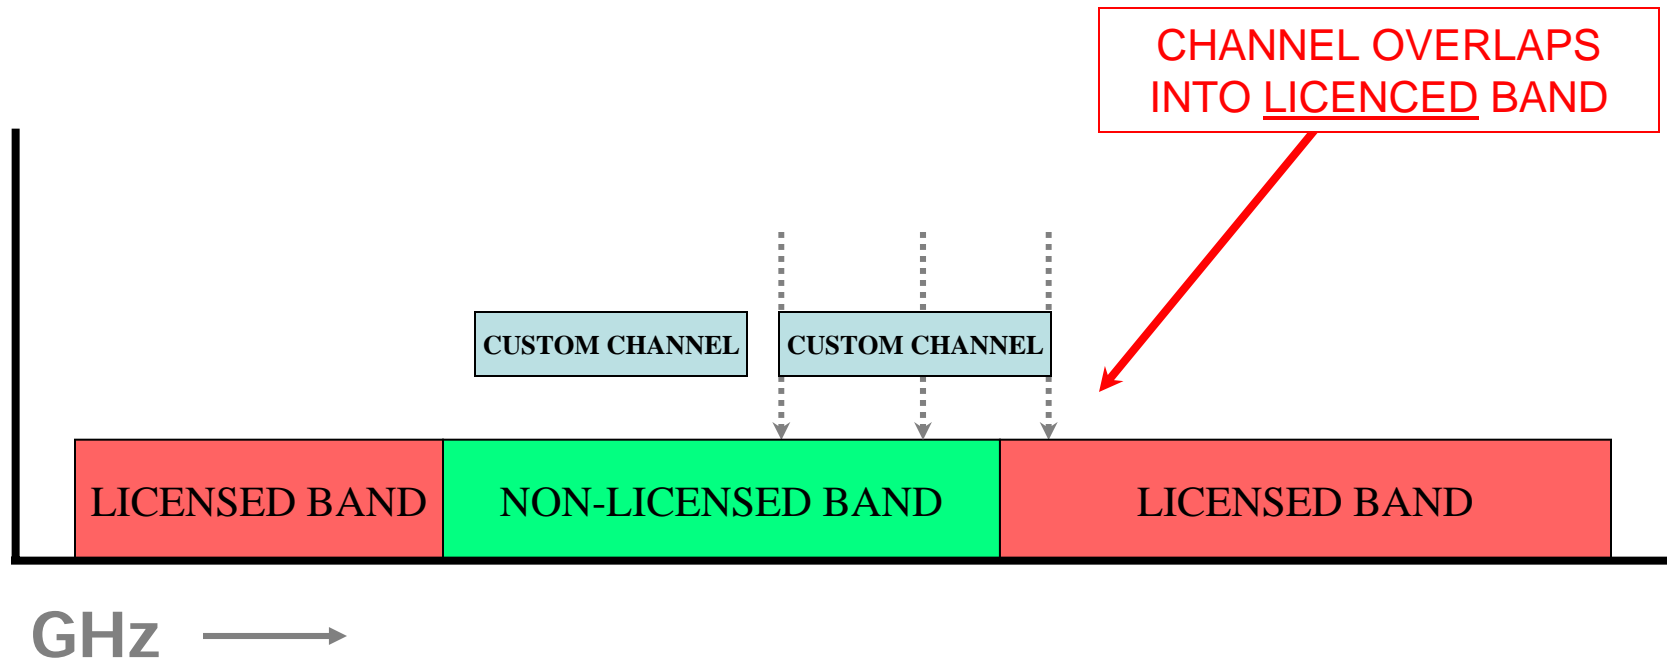 CHANNEL OVERLAPS
INTO LICENCED BAND
CUSTOM CHANNEL
CUSTOM CHANNEL
LICENSED BAND
NON-LICENSED BAND
LICENSED BAND
GHz